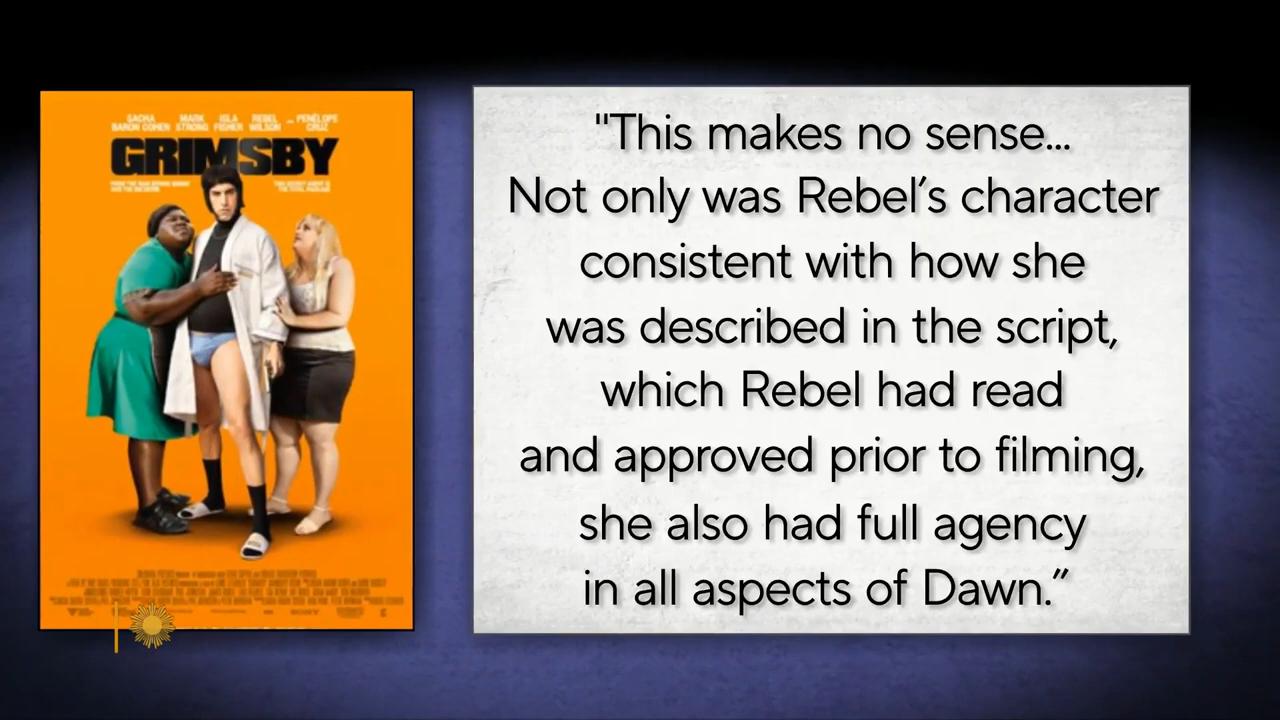 SACHA BARON COHEN
MARK STRONG
ISLA FISHER
REBEL WILSON
PENÉLOPE CRUZ
GRIMSBY
"This makes no sense...
Not only was Rebel’s character
consistent with how she
was described in the script,
which Rebel had read
and approved prior to filming,
she also had full agency
in all aspects of Dawn.”